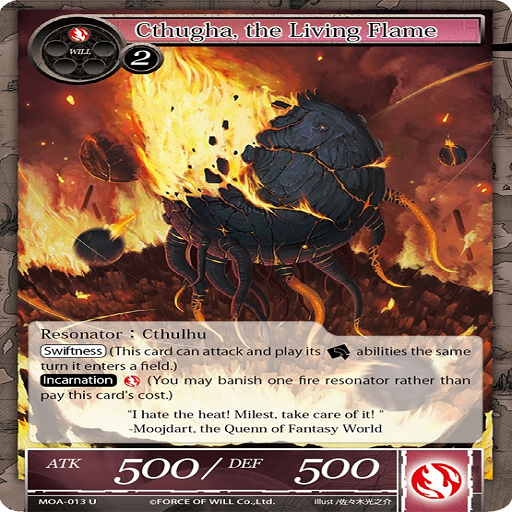 Cthugha, the Living Flame
WILL
2
Resonator : Cthulhu
Swiftness (This card can attack and play its abilities the same
turn it enters a field.)
Incarnation (You may banish one fire resonator rather than
pay this card's cost.)
"I hate the heat! Milest, take care of it! "
-Moojdart, the Quenn of Fantasy World
ATK 500/ DEF 500
MOA-013 U ©FORCE OF WILL Co.,Ltd. Illust /佐々木光之介